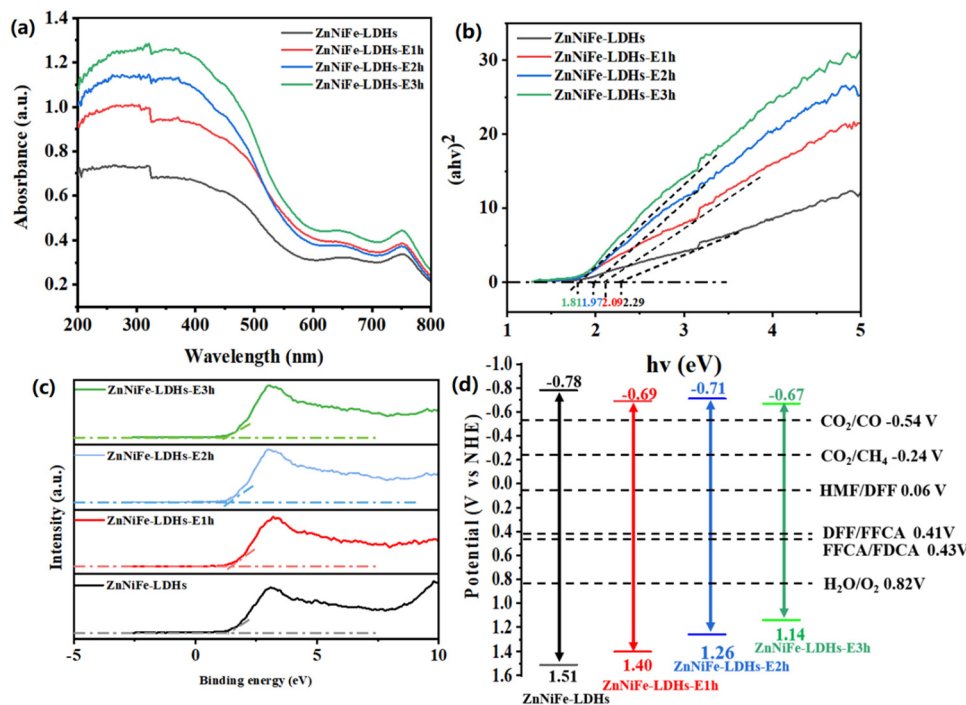 (a)
Absorbance (a.u.)
1.4
1.2
1.0
0.8
0.6
0.4
0.2
ZnNiFe-LDHs
ZnNiFe-LDHs-E1h
ZnNiFe-LDHs-E2h
ZnNiFe-LDHs-E3h
200 300 400 500 600 700 800
Wavelength (nm)
(b)
(ahv)²
30
20
10
0
ZnNiFe-LDHs
ZnNiFe-LDHs-E1h
ZnNiFe-LDHs-E2h
ZnNiFe-LDHs-E3h
1.81 1.97 2.09 2.29
1 2 3 4 5
hv (eV)
(c)
Intensity (a.u.)
ZnNiFe-LDHs-E3h
ZnNiFe-LDHs-E2h
ZnNiFe-LDHs-E1h
ZnNiFe-LDHs
-5 0 5 10
Binding energy (eV)
(d)
Potential (V vs NHE)
-1.0
-0.8
-0.6
-0.4
-0.2
0.0
0.4
0.6
0.8
1.0
1.2
1.4
1.6
-0.78
-0.69
-0.71
-0.67
CO₂/CO -0.54 V
CO₂/CH₄ -0.24 V
HMF/DFF 0.06 V
DFF/FFCA 0.41V
FFCA/FDCA 0.43V
H₂O/O₂ 0.82V
1.51
ZnNiFe-LDHs
1.40
ZnNiFe-LDHs-E1h
1.26
ZnNiFe-LDHs-E2h
1.14
ZnNiFe-LDHs-E3h